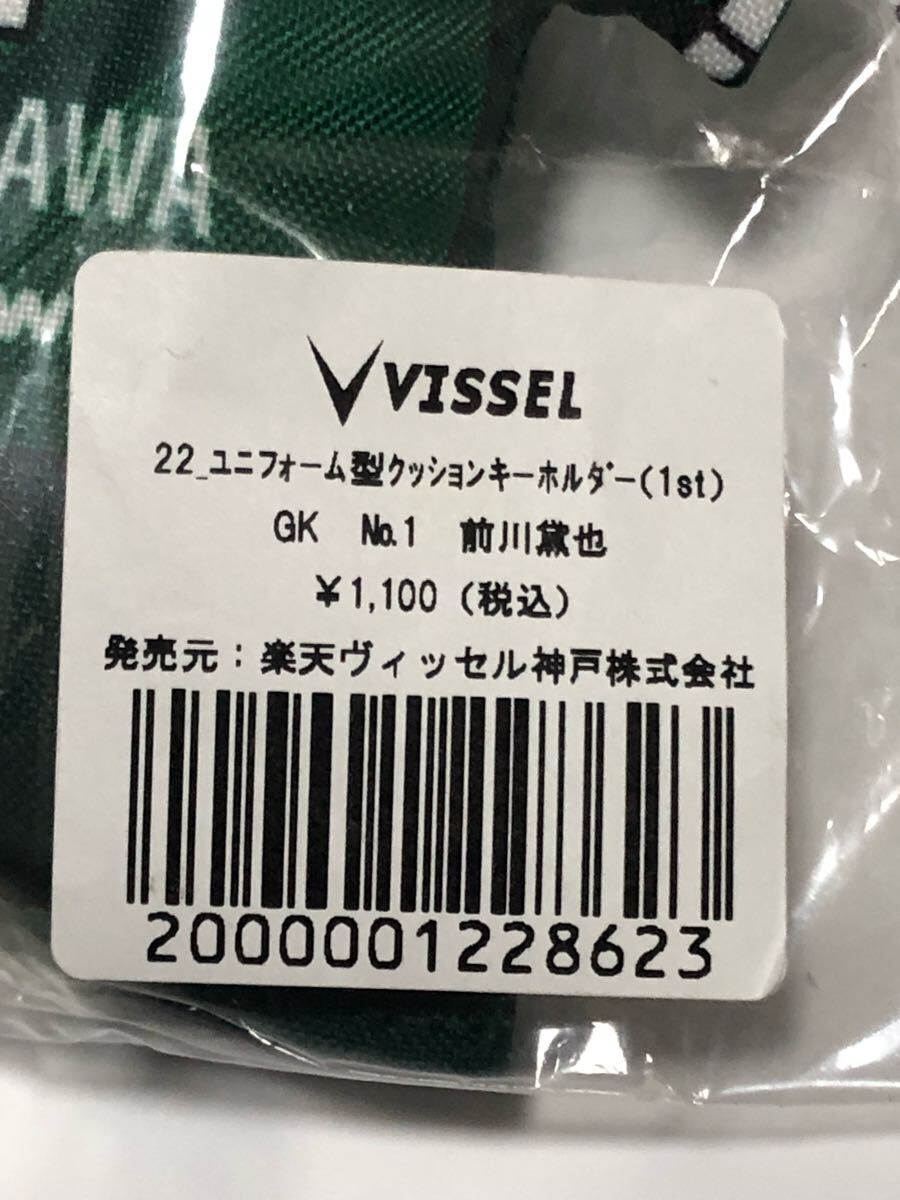 AWA
VISSEL
22_ユニフォーム型クッションキーホルダー(1st)
GK №1 前川黛也
¥1,100 (税込)
発売元：楽天ヴィッセル神戸株式会社
2000001228623